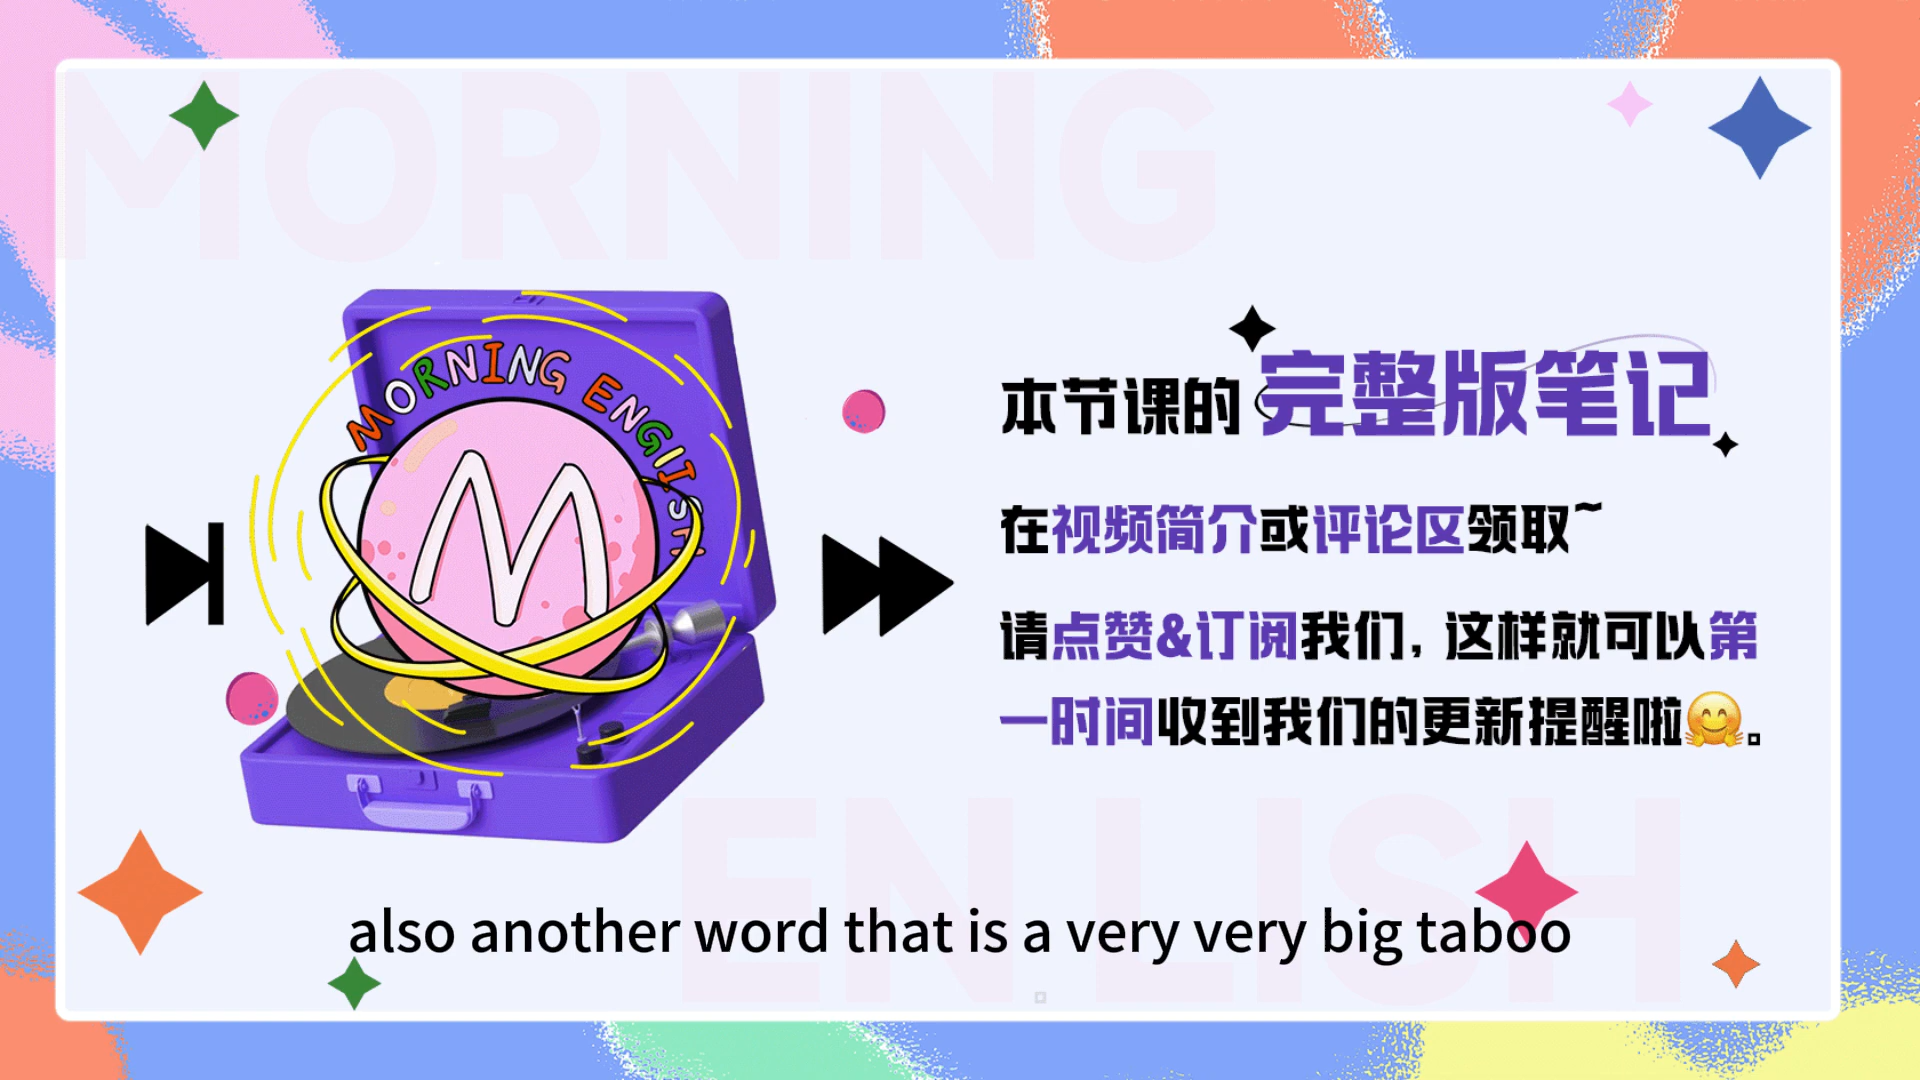 MORNING
MORNING ENGLISH
M
本节课的 完整版笔记
在视频简介或评论区领取~
请点赞&订阅我们，这样就可以第
一时间收到我们的更新提醒啦🤗。
EN LISH
also another word that is a very very big taboo